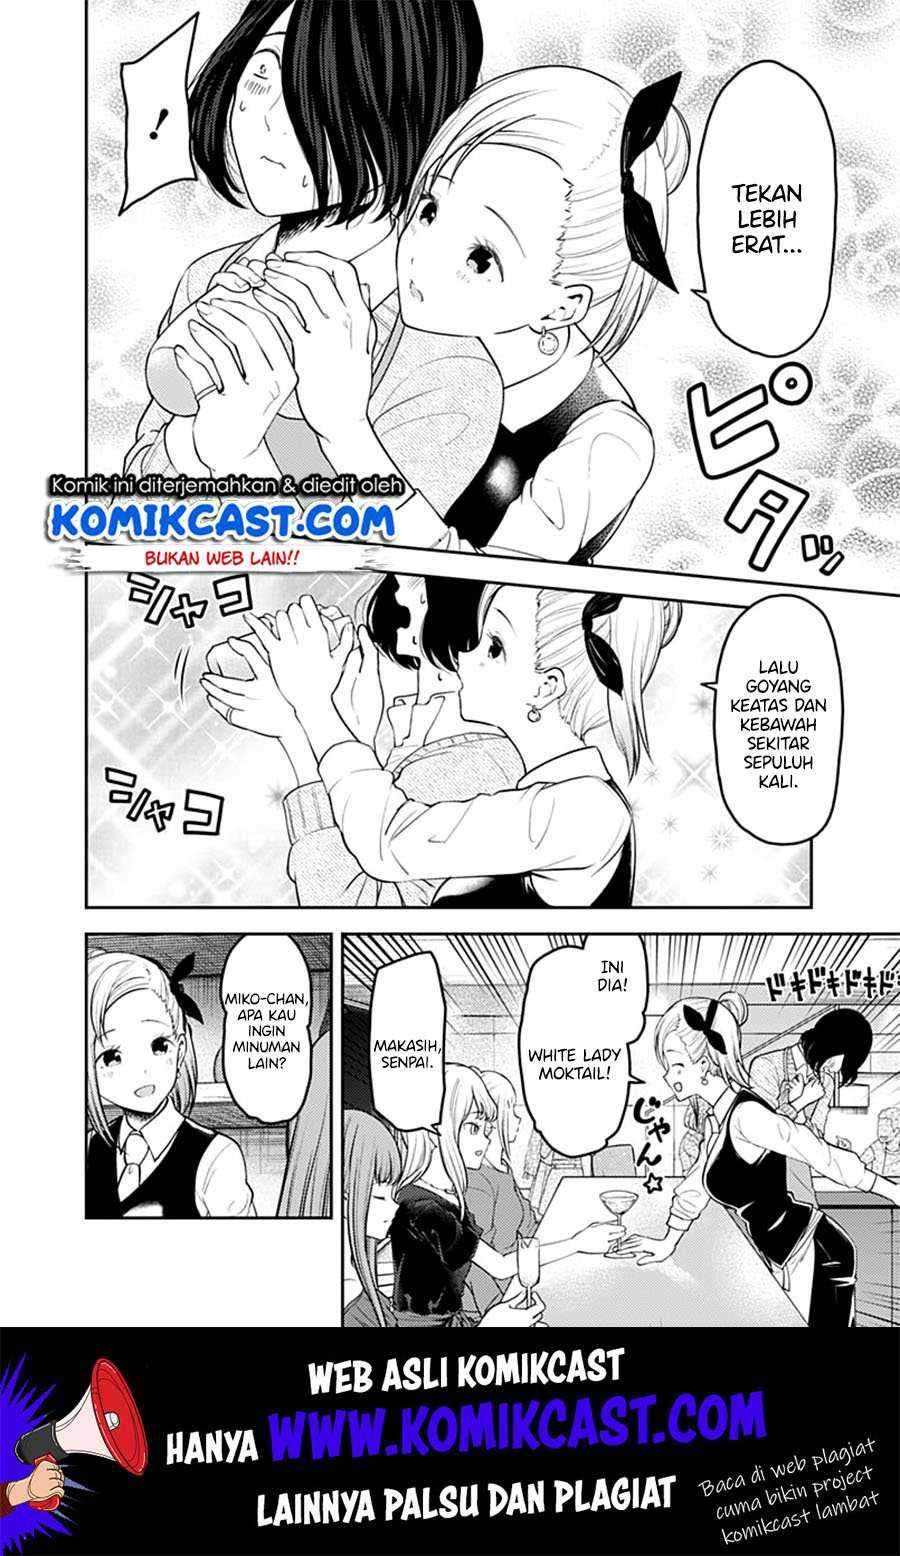 !
TEKAN
LEBIH
ERAT...
ピタッ
Komik ini diterjemahkan & diedit oleh
KOMIKCAST.COM
BUKAN WEB LAIN!!
シャコ
LALU
GOYANG
KEATAS DAN
KEBAWAH
SEKITAR
SEPULUH
KALI.
シャコ
MIKO-CHAN,
APA KAU
INGIN
MINUMAN
LAIN?
MAKASIH,
SENPAI.
INI
DIA!
WHITE LADY
MOKTAIL!
じゃん☆
ドキドキドキドキ
WEB ASLI KOMIKCAST
HANYA WWW.KOMIKCAST.COM
LAINNYA PALSU DAN PLAGIAT
Baca di web plagiat
cuma bikin project
komikcast lambat